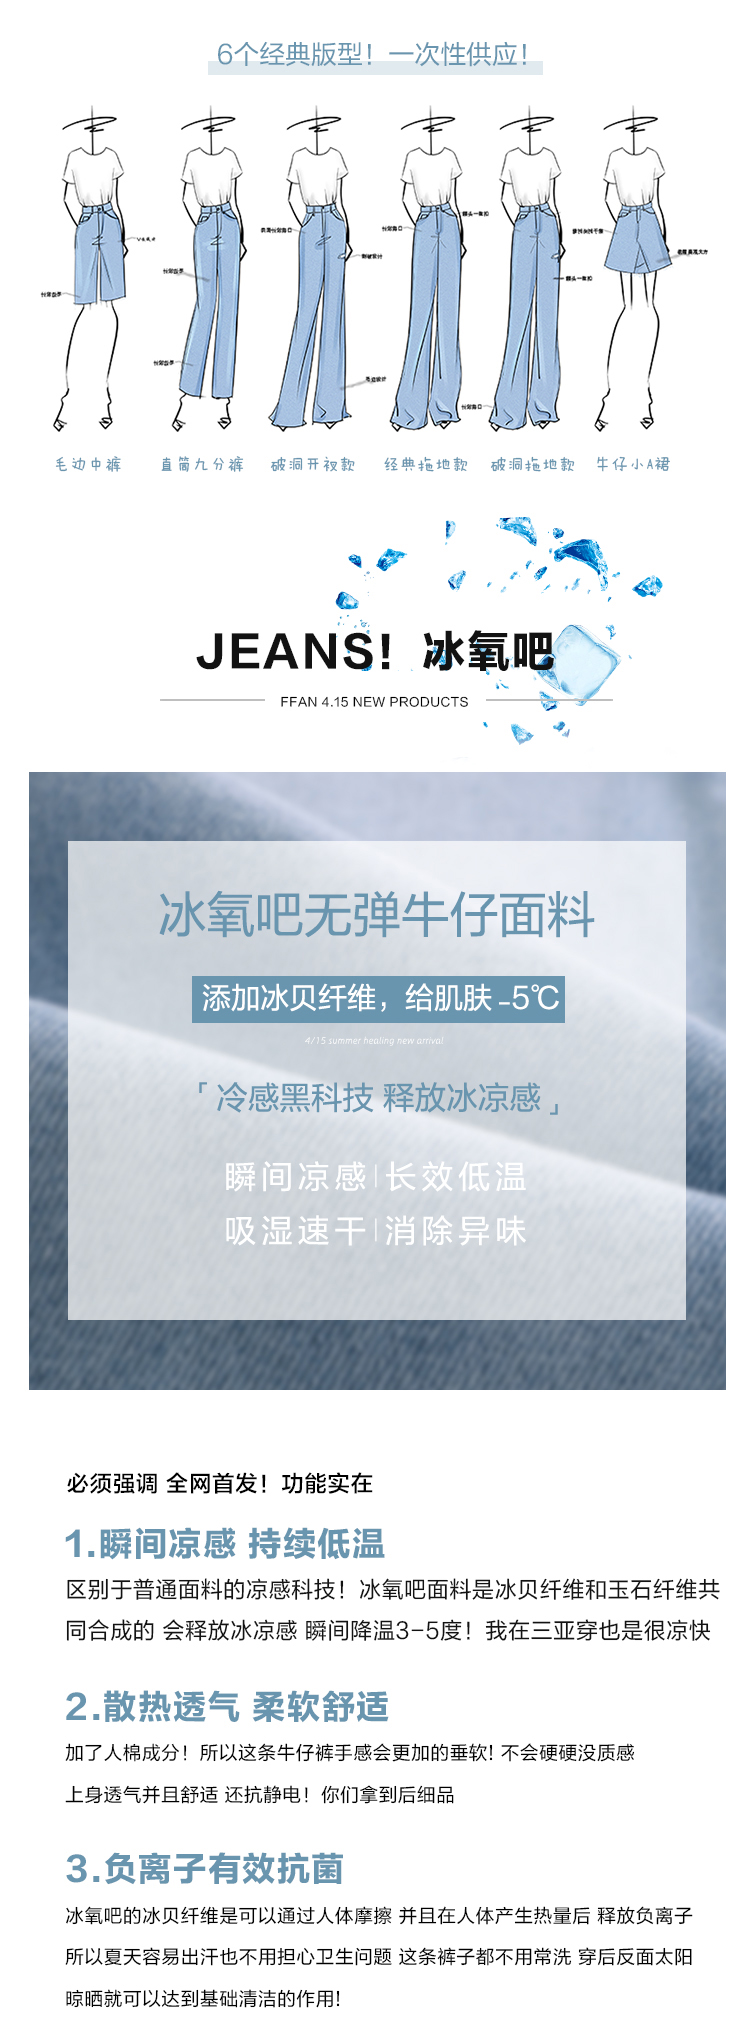 6个经典版型！一次性供应！
毛边中裤 直筒九分裤 破洞开衩款 经典拖地款 破洞拖地款 牛仔小A裙
JEANS！冰氧吧
FFAN 4.15 NEW PRODUCTS
冰氧吧无弹牛仔面料
添加冰贝纤维，给肌肤 -5℃
4/15 summer healing new arrival
「 冷感黑科技 释放冰凉感 」
瞬间凉感|长效低温
吸湿速干|消除异味
必须强调 全网首发！功能实在
1.瞬间凉感 持续低温
区别于普通面料的凉感科技！冰氧吧面料是冰贝纤维和玉石纤维共
同合成的 会释放冰凉感 瞬间降温3-5度！我在三亚穿也是很凉快
2.散热透气 柔软舒适
加了人棉成分！所以这条牛仔裤手感会更加的垂软! 不会硬硬没质感
上身透气并且舒适 还抗静电！你们拿到后细品
3.负离子有效抗菌
冰氧吧的冰贝纤维是可以通过人体摩擦 并且在人体产生热量后 释放负离子
所以夏天容易出汗也不用担心卫生问题 这条裤子都不用常洗 穿后反面太阳
晾晒就可以达到基础清洁的作用!